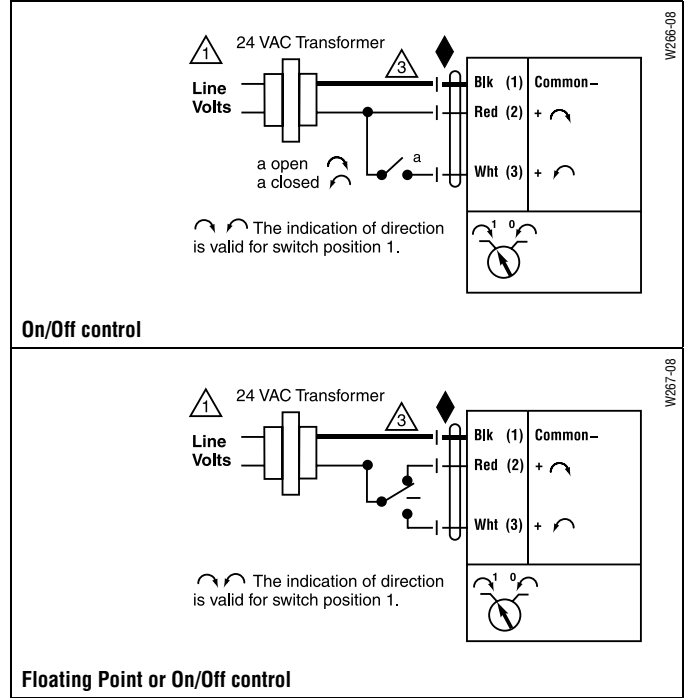 W266-08
1 24 VAC Transformer
3
Line
Volts
Blk (1) Common–
Red (2) +
a open
a closed
a
Wht (3) +
The indication of direction
is valid for switch position 1.
1 0
On/Off control
W267-08
1 24 VAC Transformer
3
Line
Volts
Blk (1) Common–
Red (2) +
Wht (3) +
The indication of direction
is valid for switch position 1.
1 0
Floating Point or On/Off control